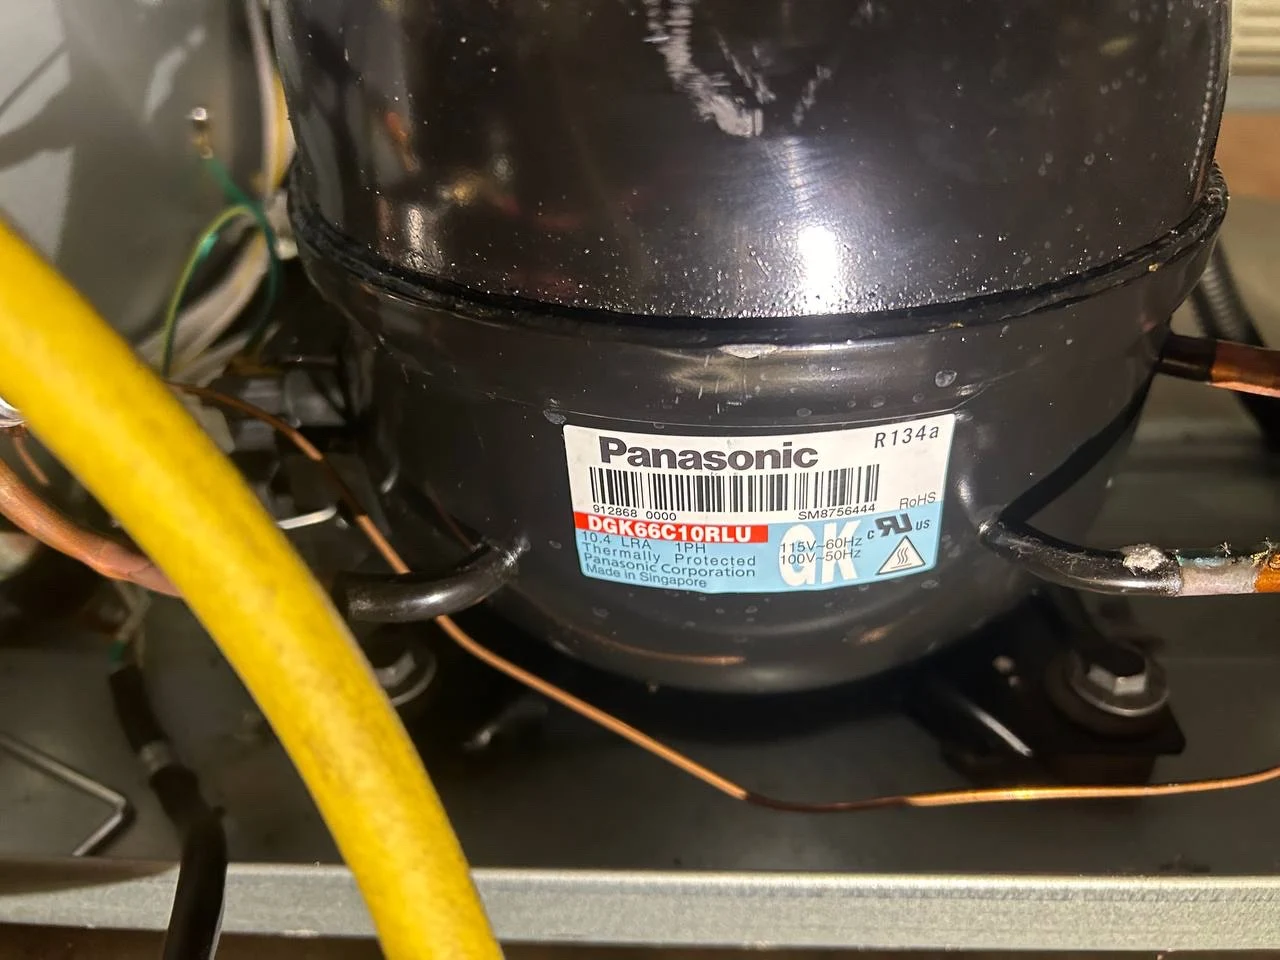 Panasonic R134a
912868 0000 SM8756444 RoHS
DGK66C10RLU
10.4 LRA 1PH
Thermally Protected
Panasonic Corporation
Made in Singapore
GK
115V~60Hz
100V~50Hz
c RU US